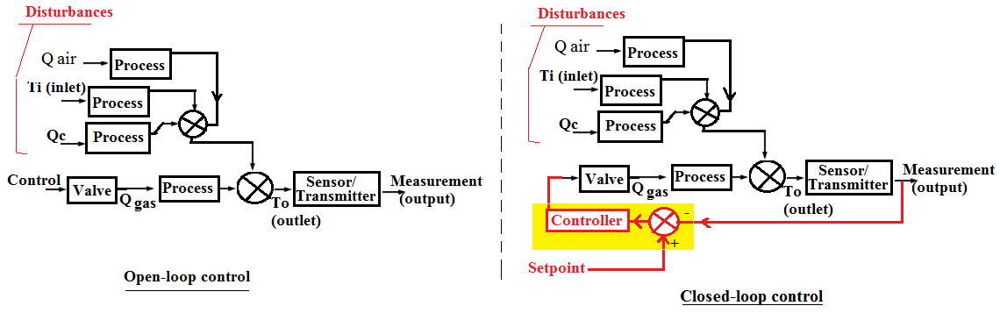 Disturbances
Q air
Process
Ti (inlet)
Process
Qc
Process
Control
Valve
Q gas
Process
To
(outlet)
Sensor/
Transmitter
Measurement
(output)
Open-loop control
Disturbances
Q air
Process
Ti (inlet)
Process
Qc
Process
Valve
Q gas
Process
To
(outlet)
Sensor/
Transmitter
Measurement
(output)
Controller
-
+
Setpoint
Closed-loop control